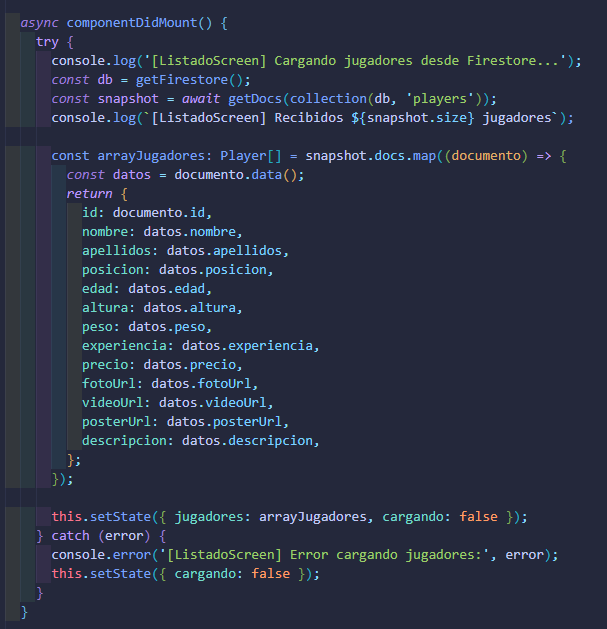 async componentDidMount() {
try {
console.log('[ListadoScreen] Cargando jugadores desde Firestore...');
const db = getFirestore();
const snapshot = await getDocs(collection(db, 'players'));
console.log(`[ListadoScreen] Recibidos ${snapshot.size} jugadores`);
const arrayJugadores: Player[] = snapshot.docs.map((documento) => {
const datos = documento.data();
return {
id: documento.id,
nombre: datos.nombre,
apellidos: datos.apellidos,
posicion: datos.posicion,
edad: datos.edad,
altura: datos.altura,
peso: datos.peso,
experiencia: datos.experiencia,
precio: datos.precio,
fotoUrl: datos.fotoUrl,
videoUrl: datos.videoUrl,
posterUrl: datos.posterUrl,
descripcion: datos.descripcion,
};
});
this.setState({ jugadores: arrayJugadores, cargando: false });
} catch (error) {
console.error('[ListadoScreen] Error cargando jugadores:', error);
this.setState({ cargando: false });
}
}